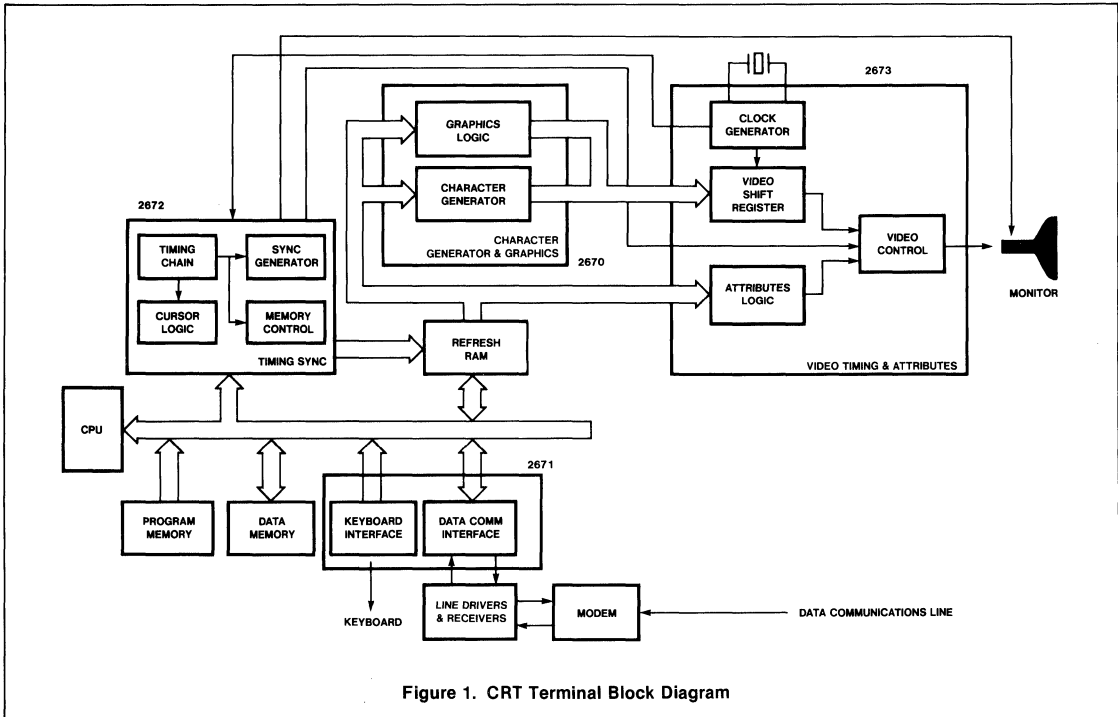 2673
CLOCK
GENERATOR
GRAPHICS
LOGIC
CHARACTER
GENERATOR
VIDEO
SHIFT
REGISTER
2672
VIDEO
CONTROL
TIMING
CHAIN
SYNC
GENERATOR
CHARACTER
GENERATOR & GRAPHICS
2670
ATTRIBUTES
LOGIC
MONITOR
CURSOR
LOGIC
MEMORY
CONTROL
TIMING SYNC
REFRESH
RAM
VIDEO TIMING & ATTRIBUTES
CPU
2671
PROGRAM
MEMORY
DATA
MEMORY
KEYBOARD
INTERFACE
DATA COMM
INTERFACE
KEYBOARD
LINE DRIVERS
& RECEIVERS
MODEM
DATA COMMUNICATIONS LINE
Figure 1. CRT Terminal Block Diagram